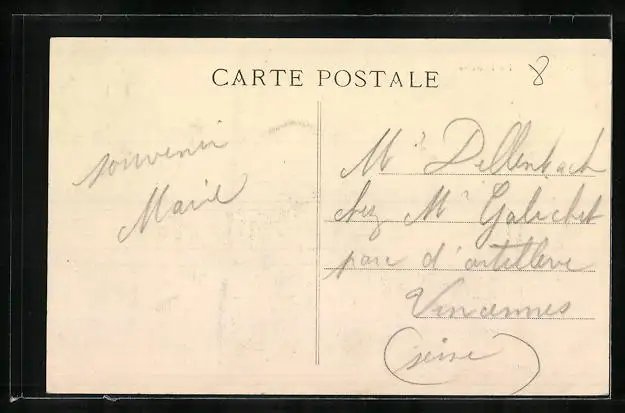 CARTE POSTALE
8
souvenir
Marie
Mr Dellenbach
chez Mr Galichet
parc d'artillerie
Vincennes
(seine)